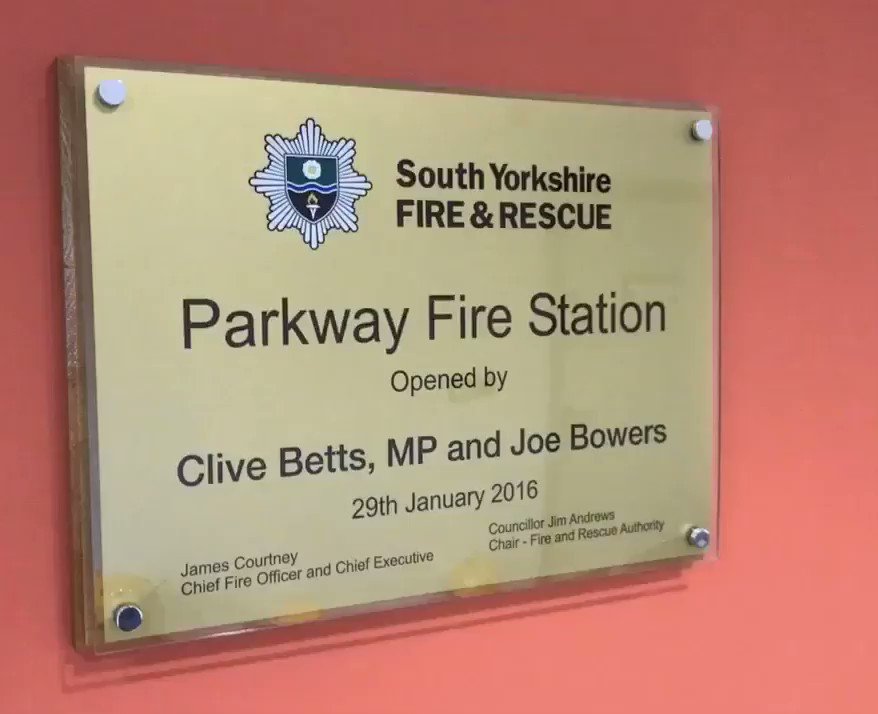 South Yorkshire
FIRE & RESCUE
Parkway Fire Station
Opened by
Clive Betts, MP and Joe Bowers
29th January 2016
James Courtney
Chief Fire Officer and Chief Executive
Councillor Jim Andrews
Chair - Fire and Rescue Authority